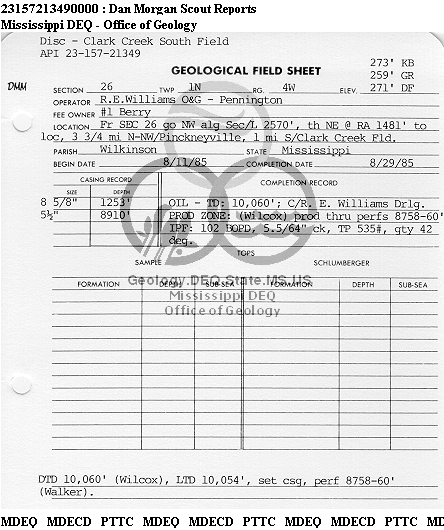 23157213490000 : Dan Morgan Scout Reports
Mississippi DEQ - Office of Geology
Disc - Clark Creek South Field
API 23-157-21349
273' KB
GEOLOGICAL FIELD SHEET 259' GR
DMM SECTION 26 TWP 1N RG. 4W ELEV. 271' DF
OPERATOR R.E.Williams O&G - Pennington
FEE OWNER #1 Berry
LOCATION Fr SEC 26 go NW alg Sec/L 2570', th NE @ RA 1481' to
loc, 3 3/4 mi N-NW/Pinckneyville, 1 mi S/Clark Creek Fld.
PARISH Wilkinson STATE Mississippi
BEGIN DATE 8/11/85 COMPLETION DATE 8/29/85
CASING RECORD COMPLETION RECORD
SIZE DEPTH
8 5/8" 1253' OIL - TD: 10,060'; C/R. E. Williams Drlg.
5½" 8910' PROD ZONE: (Wilcox) prod thru perfs 8758-60'
IPF: 102 BOPD, 5.5/64" ck, TP 535#, qty 42
deg.
TOPS
SAMPLE SCHLUMBERGER
Geology.DEQ.State.MS.US
FORMATION DEPTH SUB-SEA FORMATION DEPTH SUB-SEA
Mississippi DEQ
Office of Geology
DTD 10,060' (Wilcox), LTD 10,054', set csg, perf 8758-60'
(Walker).
MDEQ MDECD PTTC MDEQ MDECD PTTC MDEQ MDECD PTTC MD